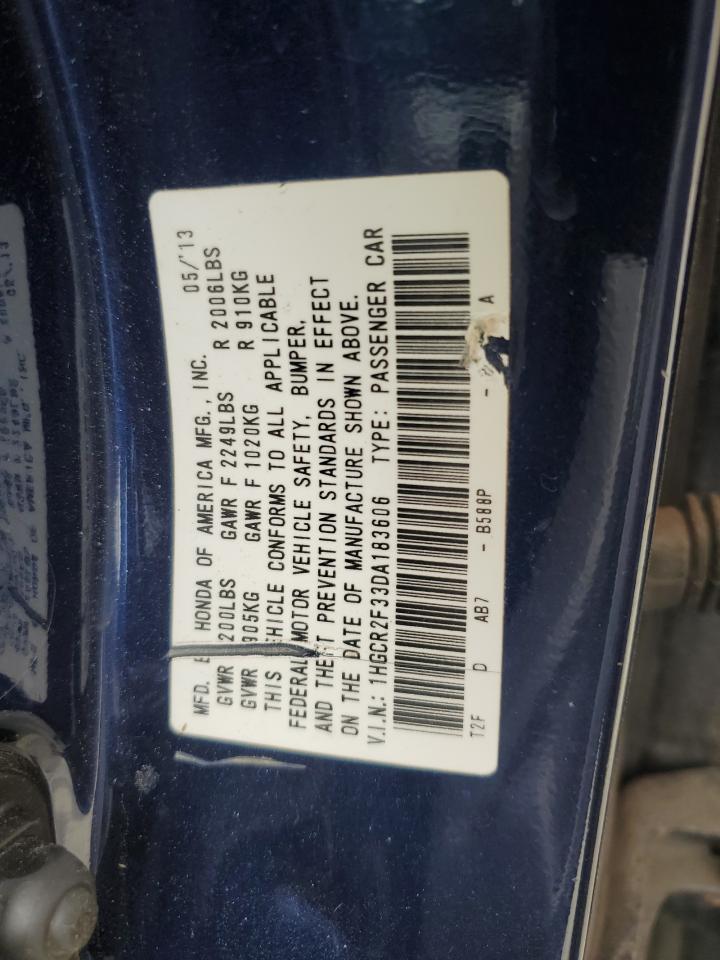 MFD. B HONDA OF AMERICA MFG., INC. 05/'13
GVWR 200LBS GAWR F 2249LBS R 2006LBS
GVWR 905KG GAWR F 1020KG R 910KG
THIS VEHICLE CONFORMS TO ALL APPLICABLE
FEDERAL MOTOR VEHICLE SAFETY, BUMPER,
AND THEFT PREVENTION STANDARDS IN EFFECT
ON THE DATE OF MANUFACTURE SHOWN ABOVE.
V.I.N.: 1HGCR2F33DA183606 TYPE: PASSENGER CAR
T2F D AB7 - B588P - A